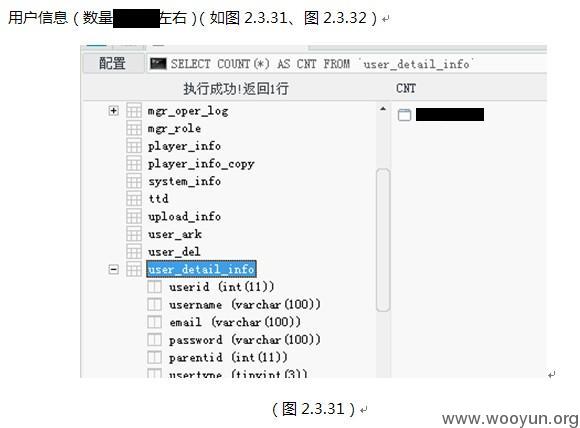 用户信息（数量左右）（如图 2.3.31、图 2.3.32）
配置
SELECT COUNT(*) AS CNT FROM `user_detail_info`
执行成功!返回1行
CNT
mgr_oper_log
mgr_role
player_info
player_info_copy
system_info
ttd
upload_info
user_ark
user_del
user_detail_info
userid (int(11))
username (varchar(100))
email (varchar(100))
password (varchar(100))
parentid (int(11))
usertype (tinyint(3))
（图 2.3.31）
www.wooyun.org